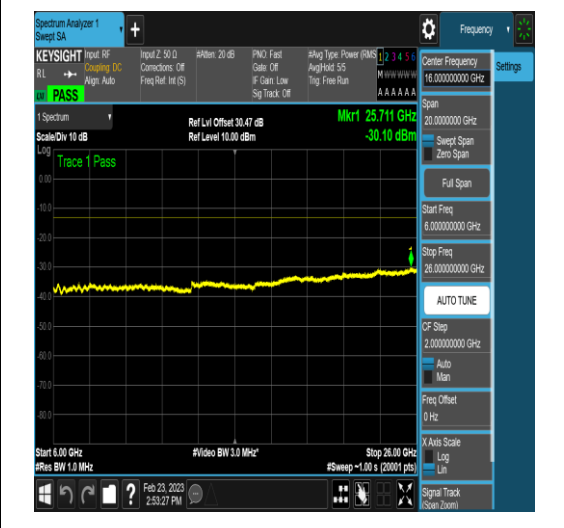 Spectrum Analyzer 1
Swept SA
+
Frequency
KEYSIGHT
RL
Input: RF
Coupling: DC
Align: Auto
Input Z: 50 Ω
Corrections: Off
Freq Ref: Int (S)
#Atten: 20 dB
PNO: Fast
Gate: Off
IF Gain: Low
Sig Track: Off
#Avg Type: Power (RMS
Avg|Hold: 5/5
Trig: Free Run
1 2 3 4 5 6
M W W W W W
A A A A A A
PASS
1 Spectrum
Scale/Div 10 dB
Ref Lvl Offset 30.47 dB
Ref Level 10.00 dBm
Mkr1 25.711 GHz
-30.10 dBm
Log
Trace 1 Pass
0.00
-10.0
-20.0
-30.0
-40.0
-50.0
-60.0
-70.0
-80.0
1
Start 6.00 GHz
#Res BW 1.0 MHz
#Video BW 3.0 MHz*
Stop 26.00 GHz
#Sweep ~1.00 s (20001 pts)
?
Feb 23, 2023
2:53:27 PM
Center Frequency
16.000000000 GHz
Settings
Span
20.0000000 GHz
Swept Span
Zero Span
Full Span
Start Freq
6.000000000 GHz
Stop Freq
26.000000000 GHz
AUTO TUNE
CF Step
2.000000000 GHz
Auto
Man
Freq Offset
0 Hz
X Axis Scale
Log
Lin
Signal Track
(Span Zoom)